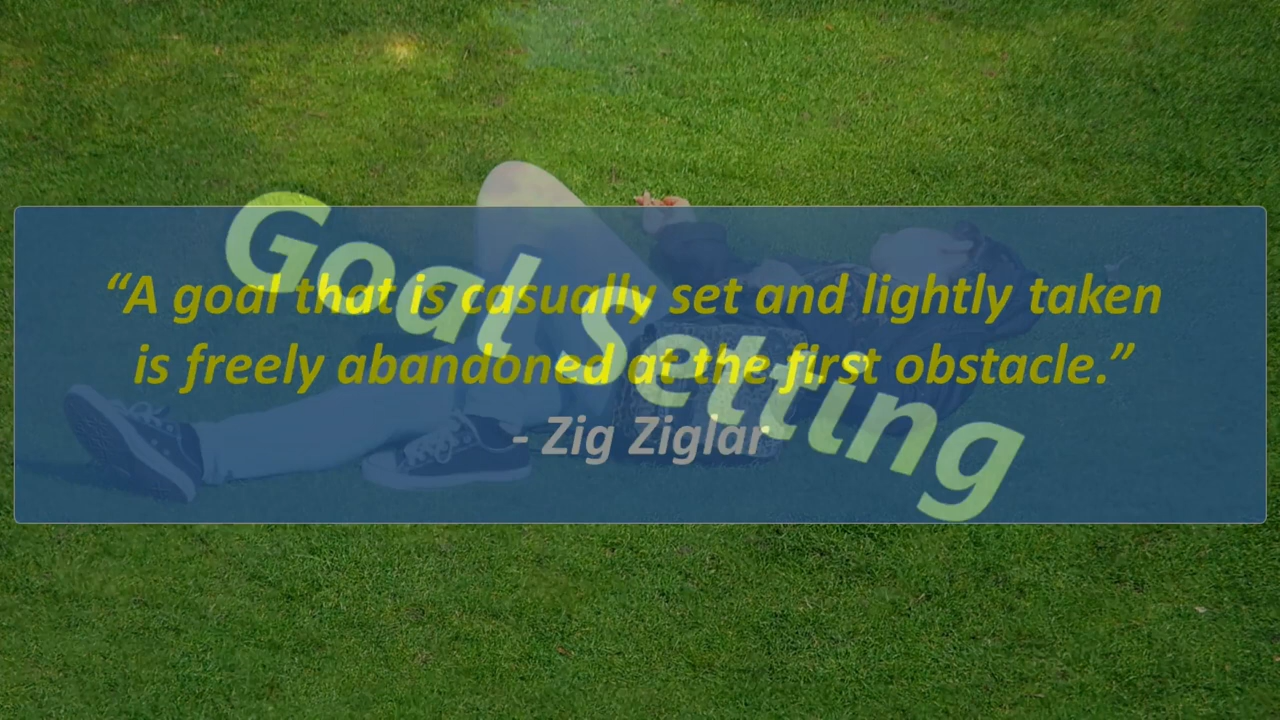 Goal Setting
“A goal that is casually set and lightly taken
is freely abandoned at the first obstacle.”
- Zig Ziglar